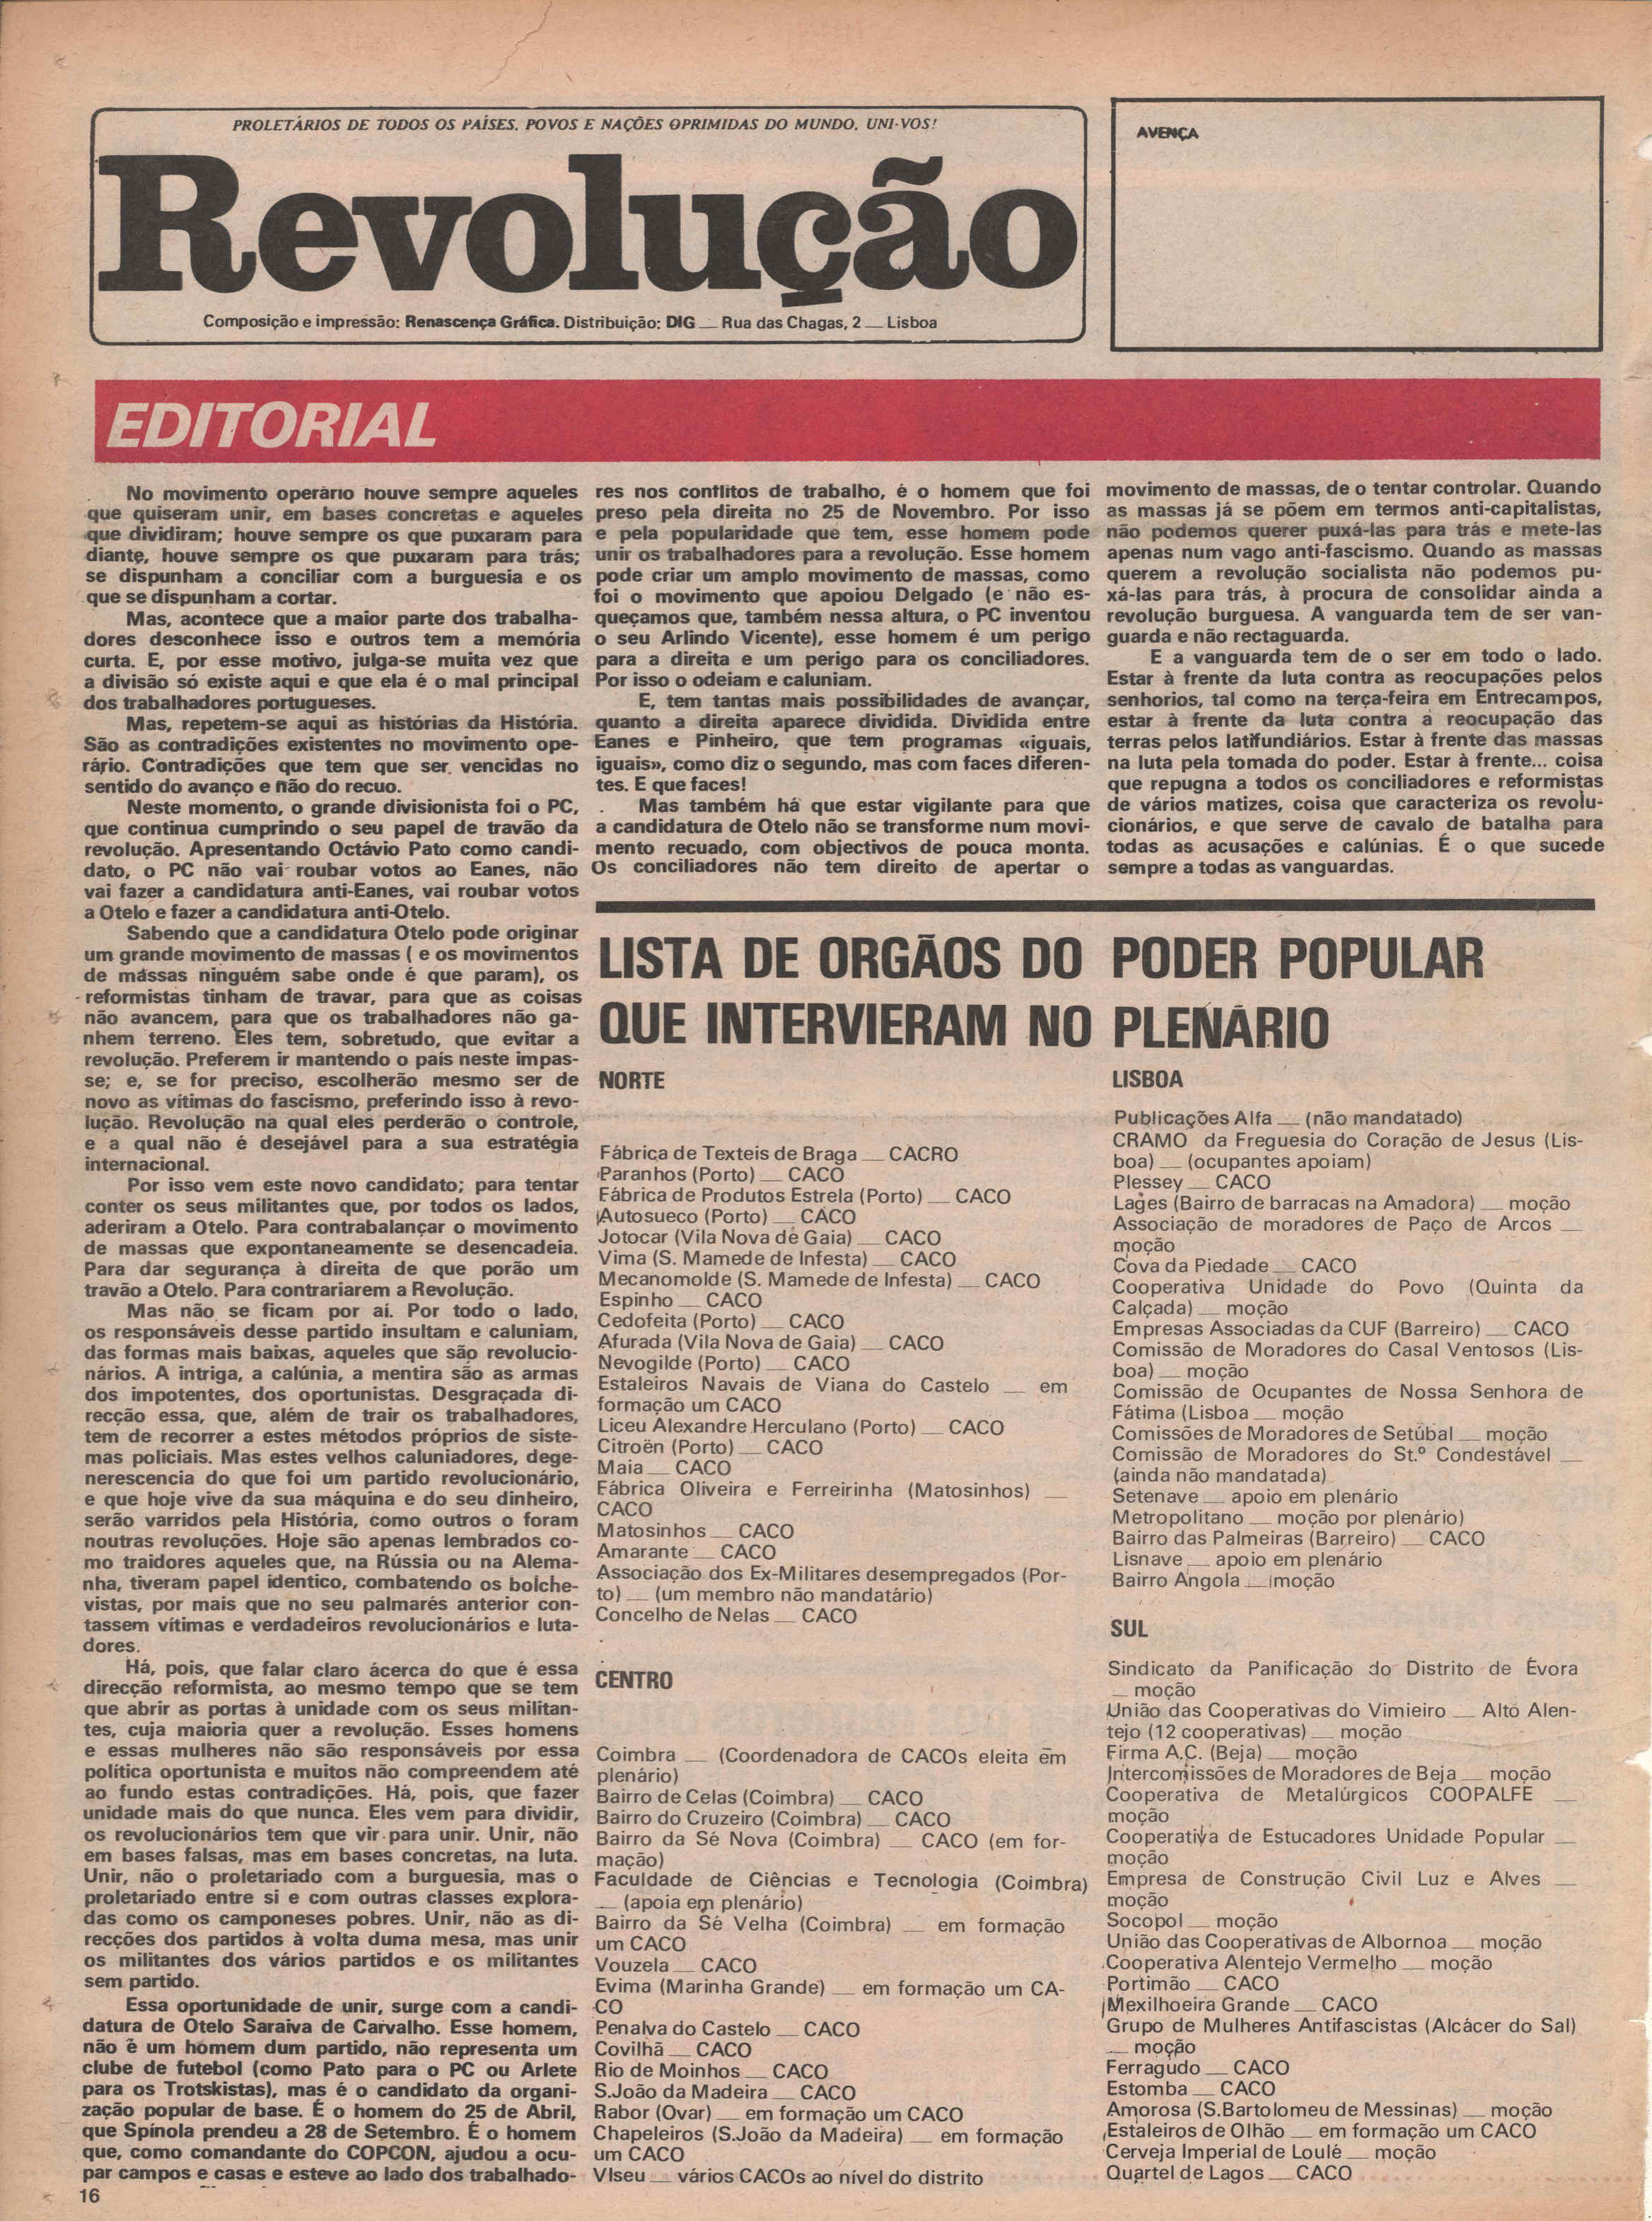 PROLETÁRIOS DE TODOS OS PAÍSES, POVOS E NAÇÕES OPRIMIDAS DO MUNDO, UNI-VOS!
Revolução
Composição e impressão: Renascença Gráfica. Distribuição: DIG — Rua das Chagas, 2 — Lisboa
AVENÇA
EDITORIAL
No movimento operário houve sempre aqueles
que quiseram unir, em bases concretas e aqueles
que dividiram; houve sempre os que puxaram para
diante, houve sempre os que puxaram para trás;
se dispunham a conciliar com a burguesia e os
que se dispunham a cortar.
Mas, acontece que a maior parte dos trabalha-
dores desconhece isso e outros tem a memória
curta. E, por esse motivo, julga-se muita vez que
a divisão só existe aqui e que ela é o mal principal
dos trabalhadores portugueses.
Mas, repetem-se aqui as histórias da História.
São as contradições existentes no movimento ope-
rário. Contradições que tem que ser vencidas no
sentido do avanço e não do recuo.
Neste momento, o grande divisionista foi o PC,
que continua cumprindo o seu papel de travão da
revolução. Apresentando Octávio Pato como candi-
dato, o PC não vai roubar votos ao Eanes, não
vai fazer a candidatura anti-Eanes, vai roubar votos
a Otelo e fazer a candidatura anti-Otelo.
Sabendo que a candidatura Otelo pode originar
um grande movimento de massas ( e os movimentos
de mássas ninguém sabe onde é que param), os
reformistas tinham de travar, para que as coisas
não avancem, para que os trabalhadores não ga-
nhem terreno. Eles tem, sobretudo, que evitar a
revolução. Preferem ir mantendo o país neste impas-
se; e, se for preciso, escolherão mesmo ser de
novo as vítimas do fascismo, preferindo isso à revo-
lução. Revolução na qual eles perderão o controle,
e a qual não é desejável para a sua estratégia
internacional.
Por isso vem este novo candidato; para tentar
conter os seus militantes que, por todos os lados,
aderiram a Otelo. Para contrabalançar o movimento
de massas que expontaneamente se desencadeia.
Para dar segurança à direita de que porão um
travão a Otelo. Para contrariarem a Revolução.
Mas não se ficam por aí. Por todo o lado,
os responsáveis desse partido insultam e caluniam,
das formas mais baixas, aqueles que são revolucio-
nários. A intriga, a calúnia, a mentira são as armas
dos impotentes, dos oportunistas. Desgraçada di-
recção essa, que, além de trair os trabalhadores,
tem de recorrer a estes métodos próprios de siste-
mas policiais. Mas estes velhos caluniadores, dege-
nerescencia do que foi um partido revolucionário,
e que hoje vive da sua máquina e do seu dinheiro,
serão varridos pela História, como outros o foram
noutras revoluções. Hoje são apenas lembrados co-
mo traidores aqueles que, na Rússia ou na Alema-
nha, tiveram papel identico, combatendo os bolche-
vistas, por mais que no seu palmarés anterior con-
tassem vítimas e verdadeiros revolucionários e luta-
dores.
Há, pois, que falar claro ácerca do que é essa
direcção reformista, ao mesmo tempo que se tem
que abrir as portas à unidade com os seus militan-
tes, cuja maioria quer a revolução. Esses homens
e essas mulheres não são responsáveis por essa
política oportunista e muitos não compreendem até
ao fundo estas contradições. Há, pois, que fazer
unidade mais do que nunca. Eles vem para dividir,
os revolucionários tem que vir para unir. Unir, não
em bases falsas, mas em bases concretas, na luta.
Unir, não o proletariado com a burguesia, mas o
proletariado entre si e com outras classes explora-
das como os camponeses pobres. Unir, não as di-
recções dos partidos à volta duma mesa, mas unir
os militantes dos vários partidos e os militantes
sem partido.
Essa oportunidade de unir, surge com a candi-
datura de Otelo Saraiva de Carvalho. Esse homem,
não é um homem dum partido, não representa um
clube de futebol (como Pato para o PC ou Arlete
para os Trotskistas), mas é o candidato da organi-
zação popular de base. É o homem do 25 de Abril,
que Spínola prendeu a 28 de Setembro. É o homem
que, como comandante do COPCON, ajudou a ocu-
par campos e casas e esteve ao lado dos trabalhado-
res nos conflitos de trabalho, é o homem que foi
preso pela direita no 25 de Novembro. Por isso
e pela popularidade que tem, esse homem pode
unir os trabalhadores para a revolução. Esse homem
pode criar um amplo movimento de massas, como
foi o movimento que apoiou Delgado (e não es-
queçamos que, também nessa altura, o PC inventou
o seu Arlindo Vicente), esse homem é um perigo
para a direita e um perigo para os conciliadores.
Por isso o odeiam e caluniam.
E, tem tantas mais possibilidades de avançar,
quanto a direita aparece dividida. Dividida entre
Eanes e Pinheiro, que tem programas «iguais,
iguais», como diz o segundo, mas com faces diferen-
tes. E que faces!
Mas também há que estar vigilante para que
a candidatura de Otelo não se transforme num movi-
mento recuado, com objectivos de pouca monta.
Os conciliadores não tem direito de apertar o
movimento de massas, de o tentar controlar. Quando
as massas já se põem em termos anti-capitalistas,
não podemos querer puxá-las para trás e mete-las
apenas num vago anti-fascismo. Quando as massas
querem a revolução socialista não podemos pu-
xá-las para trás, à procura de consolidar ainda a
revolução burguesa. A vanguarda tem de ser van-
guarda e não rectaguarda.
E a vanguarda tem de o ser em todo o lado.
Estar à frente da luta contra as reocupações pelos
senhorios, tal como na terça-feira em Entrecampos,
estar à frente da luta contra a reocupação das
terras pelos latifundiários. Estar à frente das massas
na luta pela tomada do poder. Estar à frente... coisa
que repugna a todos os conciliadores e reformistas
de vários matizes, coisa que caracteriza os revolu-
cionários, e que serve de cavalo de batalha para
todas as acusações e calúnias. É o que sucede
sempre a todas as vanguardas.
LISTA DE ORGÃOS DO PODER POPULAR
QUE INTERVIERAM NO PLENÁRIO
NORTE
Fábrica de Texteis de Braga — CACRO
Paranhos (Porto) — CACO
Fábrica de Produtos Estrela (Porto) — CACO
Autosueco (Porto) — CACO
Jotocar (Vila Nova de Gaia) — CACO
Vima (S. Mamede de Infesta) — CACO
Mecanomolde (S. Mamede de Infesta) — CACO
Espinho — CACO
Cedofeita (Porto) — CACO
Afurada (Vila Nova de Gaia) — CACO
Nevogilde (Porto) — CACO
Estaleiros Navais de Viana do Castelo — em
formação um CACO
Liceu Alexandre Herculano (Porto) — CACO
Citroën (Porto) — CACO
Maia — CACO
Fábrica Oliveira e Ferreirinha (Matosinhos) —
CACO
Matosinhos — CACO
Amarante — CACO
Associação dos Ex-Militares desempregados (Por-
to) — (um membro não mandatário)
Concelho de Nelas — CACO
CENTRO
Coimbra — (Coordenadora de CACOs eleita em
plenário)
Bairro de Celas (Coimbra) — CACO
Bairro do Cruzeiro (Coimbra) — CACO
Bairro da Sé Nova (Coimbra) — CACO (em for-
mação)
Faculdade de Ciências e Tecnologia (Coimbra)
— (apoia em plenário)
Bairro da Sé Velha (Coimbra) — em formação
um CACO
Vouzela — CACO
Evima (Marinha Grande) — em formação um CA-
CO
Penalva do Castelo — CACO
Covilhã — CACO
Rio de Moinhos — CACO
S.João da Madeira — CACO
Rabor (Ovar) — em formação um CACO
Chapeleiros (S.João da Madeira) — em formação
um CACO
VIseu — vários CACOs ao nível do distrito
LISBOA
Publicações Alfa — (não mandatado)
CRAMO da Freguesia do Coração de Jesus (Lis-
boa) — (ocupantes apoiam)
Plessey — CACO
Lages (Bairro de barracas na Amadora) — moção
Associação de moradores de Paço de Arcos —
moção
Cova da Piedade — CACO
Cooperativa Unidade do Povo (Quinta da
Calçada) — moção
Empresas Associadas da CUF (Barreiro) — CACO
Comissão de Moradores do Casal Ventosos (Lis-
boa) — moção
Comissão de Ocupantes de Nossa Senhora de
Fátima (Lisboa — moção
Comissões de Moradores de Setúbal — moção
Comissão de Moradores do St.º Condestável —
(ainda não mandatada)
Setenave — apoio em plenário
Metropolitano — moção por plenário)
Bairro das Palmeiras (Barreiro) — CACO
Lisnave — apoio em plenário
Bairro Angola — moção
SUL
Sindicato da Panificação do Distrito de Évora
— moção
União das Cooperativas do Vimieiro — Alto Alen-
tejo (12 cooperativas) — moção
Firma A.C. (Beja) — moção
Intercomissões de Moradores de Beja — moção
Cooperativa de Metalúrgicos COOPALFE —
moção
Cooperativa de Estucadores Unidade Popular —
moção
Empresa de Construção Civil Luz e Alves —
moção
Socopol — moção
União das Cooperativas de Albornoa — moção
Cooperativa Alentejo Vermelho — moção
Portimão — CACO
Mexilhoeira Grande — CACO
Grupo de Mulheres Antifascistas (Alcácer do Sal)
— moção
Ferragudo — CACO
Estomba — CACO
Amorosa (S.Bartolomeu de Messinas) — moção
Estaleiros de Olhão — em formação um CACO
Cerveja Imperial de Loulé — moção
Quartel de Lagos — CACO
16